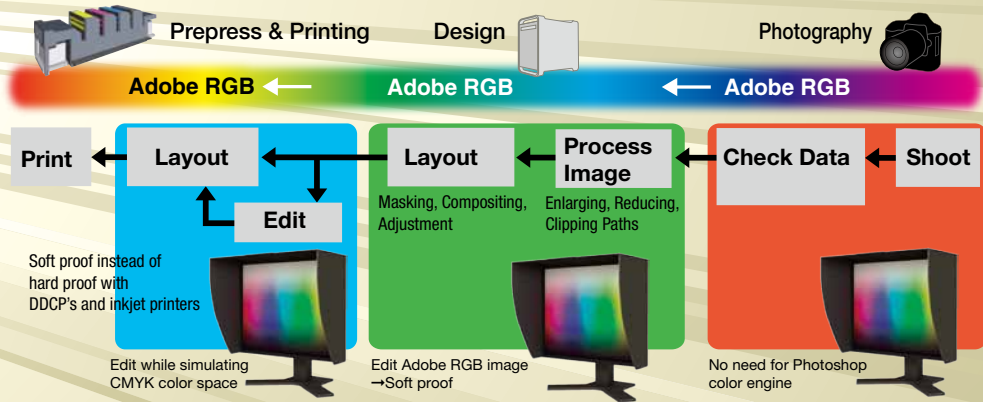 Prepress & Printing
Design
Photography
Adobe RGB
Adobe RGB
Adobe RGB
Print
Layout
Edit
Layout
Process
Image
Check Data
Shoot
Masking, Compositing,
Adjustment
Enlarging, Reducing,
Clipping Paths
Soft proof instead of
hard proof with
DDCP's and inkjet printers
Edit while simulating
CMYK color space
Edit Adobe RGB image
→Soft proof
No need for Photoshop
color engine